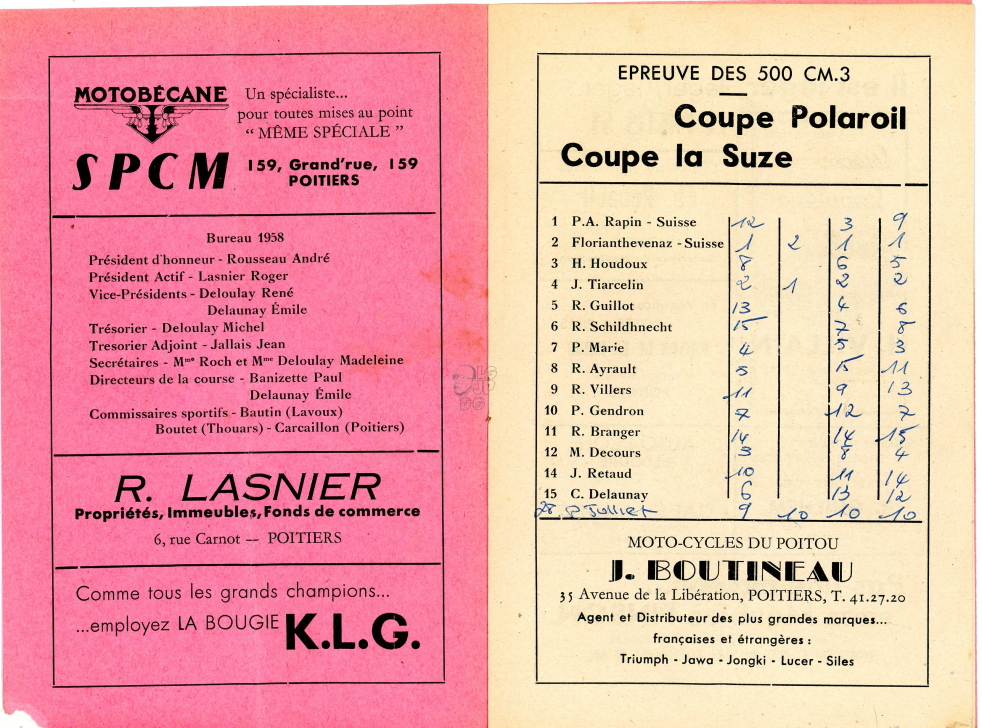 MOTOBÉCANE
Un spécialiste...
pour toutes mises au point
“ MÊME SPÉCIALE ”
SPCM
159, Grand'rue, 159
POITIERS
Bureau 1958
Président d'honneur - Rousseau André
Président Actif - Lasnier Roger
Vice-Présidents - Deloulay René
Delaunay Émile
Trésorier - Deloulay Michel
Tresorier Adjoint - Jallais Jean
Secrétaires - Mme Roch et Mme Deloulay Madeleine
Directeurs de la course - Banizette Paul
Delaunay Émile
Commissaires sportifs - Bautin (Lavoux)
Boutet (Thouars) - Carcaillon (Poitiers)
R. LASNIER
Propriétés, Immeubles, Fonds de commerce
6, rue Carnot — POITIERS
Comme tous les grands champions...
...employez LA BOUGIE K.L.G.
EPREUVE DES 500 CM.3
Coupe Polaroil
Coupe la Suze
1 P.A. Rapin - Suisse 12 3 9
2 Florianthevenaz - Suisse 1 2 1 1
3 H. Houdoux 8 6 5
4 J. Tiarcelin 2 1 2 2
5 R. Guillot 13 4 6
6 R. Schildhnecht 15 7 8
7 P. Marie 4 5 3
8 R. Ayrault 5 15 11
9 R. Villers 11 9 13
10 P. Gendron 7 12 7
11 R. Branger 14 14 15
12 M. Decours 3 8 4
14 J. Retaud 10 11 14
15 C. Delaunay 6 13 12
28. P Julliet 9 10 10 10
MOTO-CYCLES DU POITOU
J. BOUTINEAU
35 Avenue de la Libération, POITIERS, T. 41.27.20
Agent et Distributeur des plus grandes marques...
françaises et étrangères :
Triumph - Jawa - Jongki - Lucer - Siles